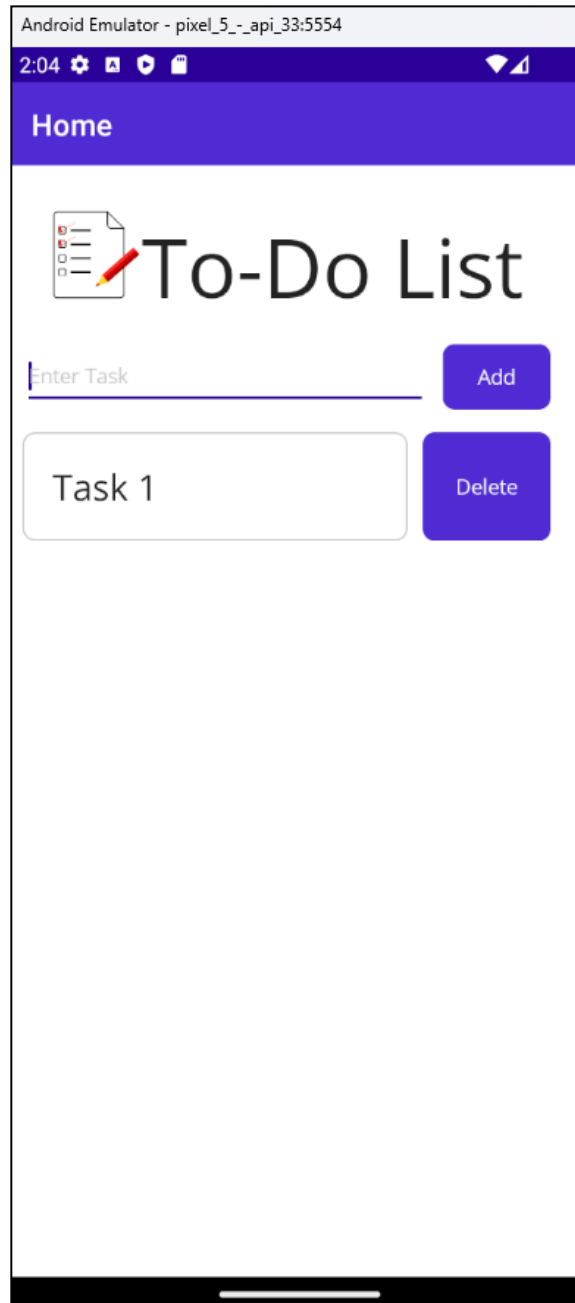 Android Emulator - pixel_5_-_api_33:5554
2:04
Home
To-Do List
Enter Task
Add
Task 1
Delete